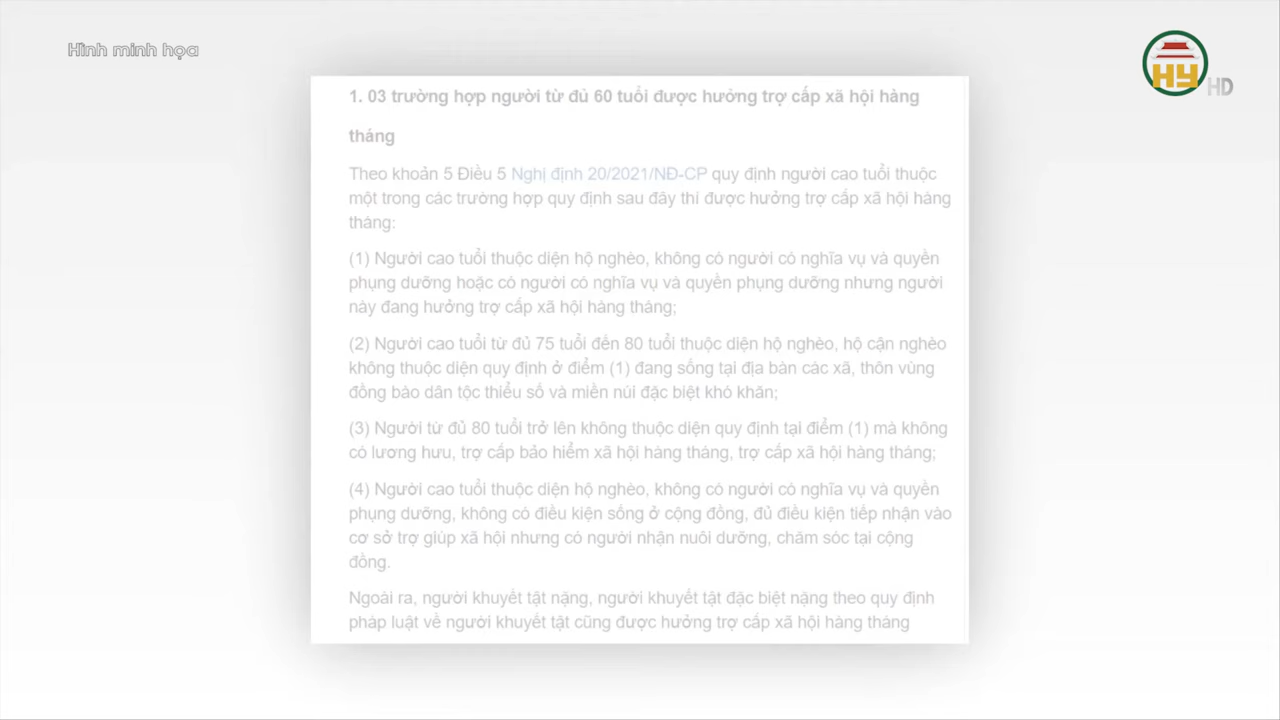 Hình minh họa
HY HD
1. 03 trường hợp người từ đủ 60 tuổi được hưởng trợ cấp xã hội hàng
tháng
Theo khoản 5 Điều 5 Nghị định 20/2021/NĐ-CP quy định người cao tuổi thuộc
một trong các trường hợp quy định sau đây thí được hưởng trợ cấp xã hội hàng
tháng:
(1) Người cao tuổi thuộc diện hộ nghèo, không có người có nghĩa vụ và quyền
phụng dưỡng hoặc có người có nghĩa vụ và quyền phụng dưỡng nhưng người
này đang hưởng trợ cấp xã hội hàng tháng;
(2) Người cao tuổi từ đủ 75 tuổi đến 80 tuổi thuộc diện hộ nghèo, hộ cận nghèo
không thuộc diện quy định ở điểm (1) đang sống tại địa bàn các xã, thôn vùng
đồng bào dân tộc thiểu số và miền núi đặc biệt khó khăn;
(3) Người từ đủ 80 tuổi trở lên không thuộc diện quy định tại điểm (1) mà không
có lương hưu, trợ cấp bảo hiểm xã hội hàng tháng, trợ cấp xã hội hàng tháng;
(4) Người cao tuổi thuộc diện hộ nghèo, không có người có nghĩa vụ và quyền
phụng dưỡng, không có điều kiện sống ở cộng đồng, đủ điều kiện tiếp nhận vào
cơ sở trợ giúp xã hội nhưng có người nhận nuôi dưỡng, chăm sóc tại cộng
đồng.
Ngoài ra, người khuyết tật nặng, người khuyết tật đặc biệt nặng theo quy định
pháp luật về người khuyết tật cũng được hưởng trợ cấp xã hội hàng tháng